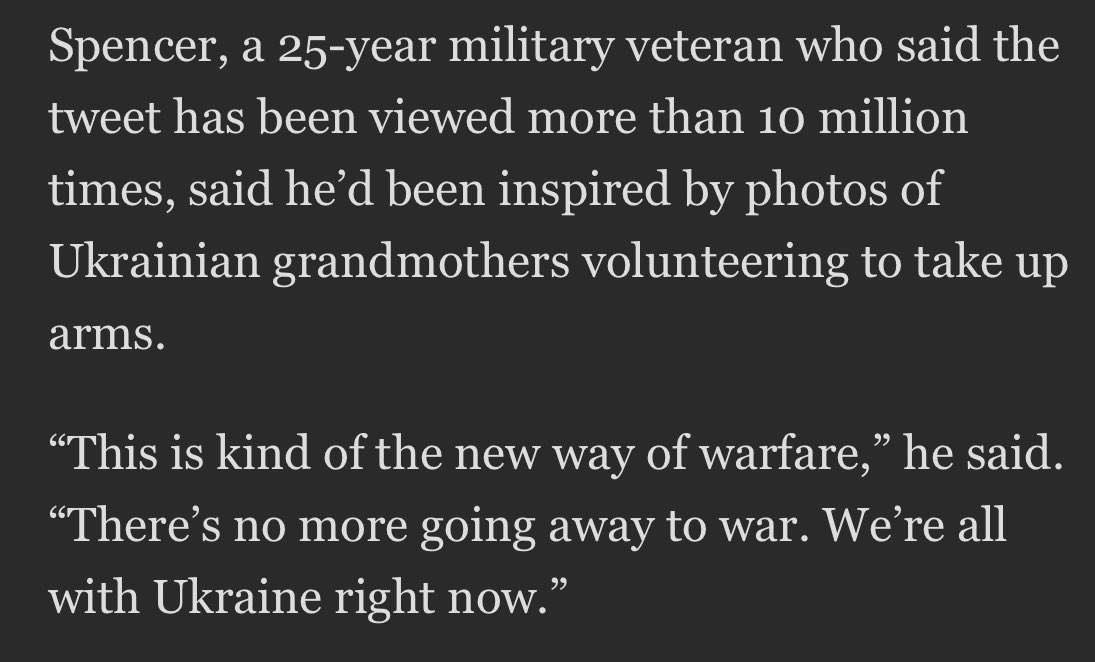 Spencer, a 25-year military veteran who said the
tweet has been viewed more than 10 million
times, said he’d been inspired by photos of
Ukrainian grandmothers volunteering to take up
arms.
“This is kind of the new way of warfare,” he said.
“There’s no more going away to war. We’re all
with Ukraine right now.”